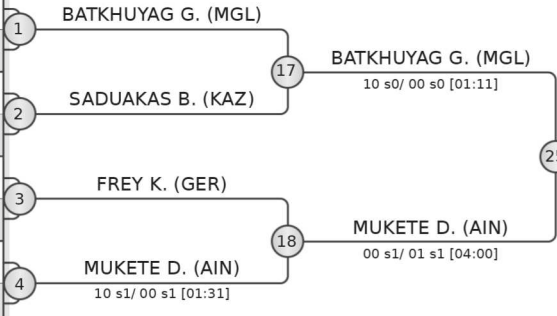 BATKHUYAG G. (MGL)
1
17
BATKHUYAG G. (MGL)
10 s0/ 00 s0 [01:11]
SADUAKAS B. (KAZ)
2
FREY K. (GER)
3
18
MUKETE D. (AIN)
00 s1/ 01 s1 [04:00]
MUKETE D. (AIN)
4
10 s1/ 00 s1 [01:31]